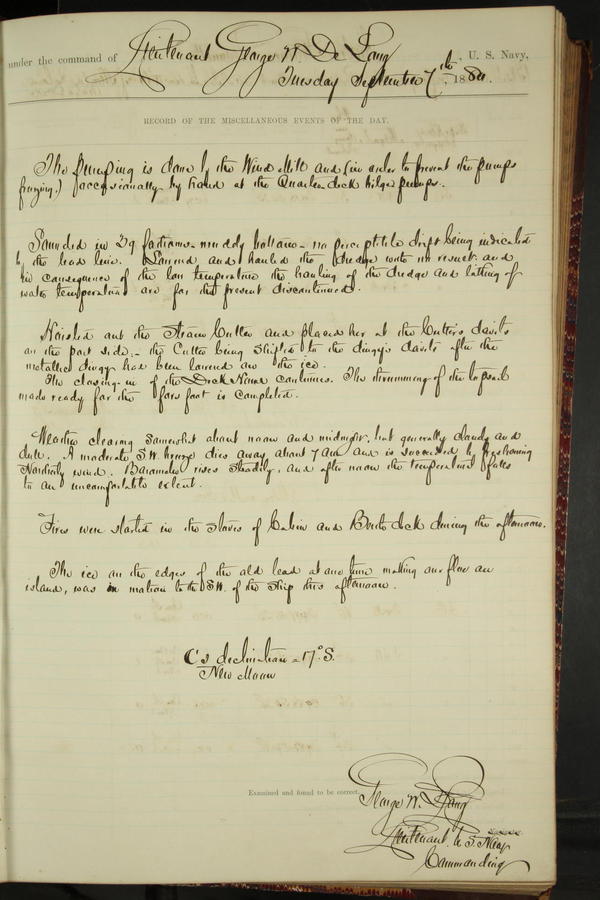 under the command of Lieutenant George W. De Long, U. S. Navy,
Tuesday September 7th, 1880.
RECORD OF THE MISCELLANEOUS EVENTS OF THE DAY.
The pumping is done by the Wind Mill and (in order to prevent the pumps
freezing,) occasionally by hand at the Quarter-deck bilge pumps.
Sounded in 29 fathoms - muddy bottom - no perceptible drift being indicated
by the lead line. Lowered and hauled the dredge with no result and
in consequence of the low temperature the hauling of the dredge and taking of
water temperatures are for the present discontinued.
Hoisted out the Steam Cutter and placed her at the Cutter's davits
on the port side, - the Cutter being shifted to the dingy's davits after the
metallic dingy had been lowered on the ice.
The closing-in of the Deck House continues. The thrumming of the topsail
made ready for the fore foot is completed.
Weather clearing somewhat about noon and midnight, but generally cloudy and
dull. A moderate S.W. breeze dies away about 7 AM and is succeeded by freshening
Northerly wind. Barometer rises steadily, and after noon the temperature falls
to an uncomfortable extent.
Fires were started in the stoves of Cabin and Berth deck during the afternoon.
The ice on the edges of the old lead at one time making our floe an
island, was in motion to the SW. of the ship this afternoon.
C's declination = 17° S.
New Moon
Examined and found to be correct.
George W. De Long
Lieutenant U.S. Navy
Commanding